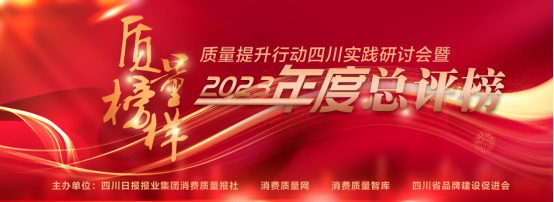 质量榜样
质量提升行动四川实践研讨会暨
2023年度总评榜
主办单位：四川日报报业集团消费质量报社 消费质量网 消费质量智库 四川省品牌建设促进会